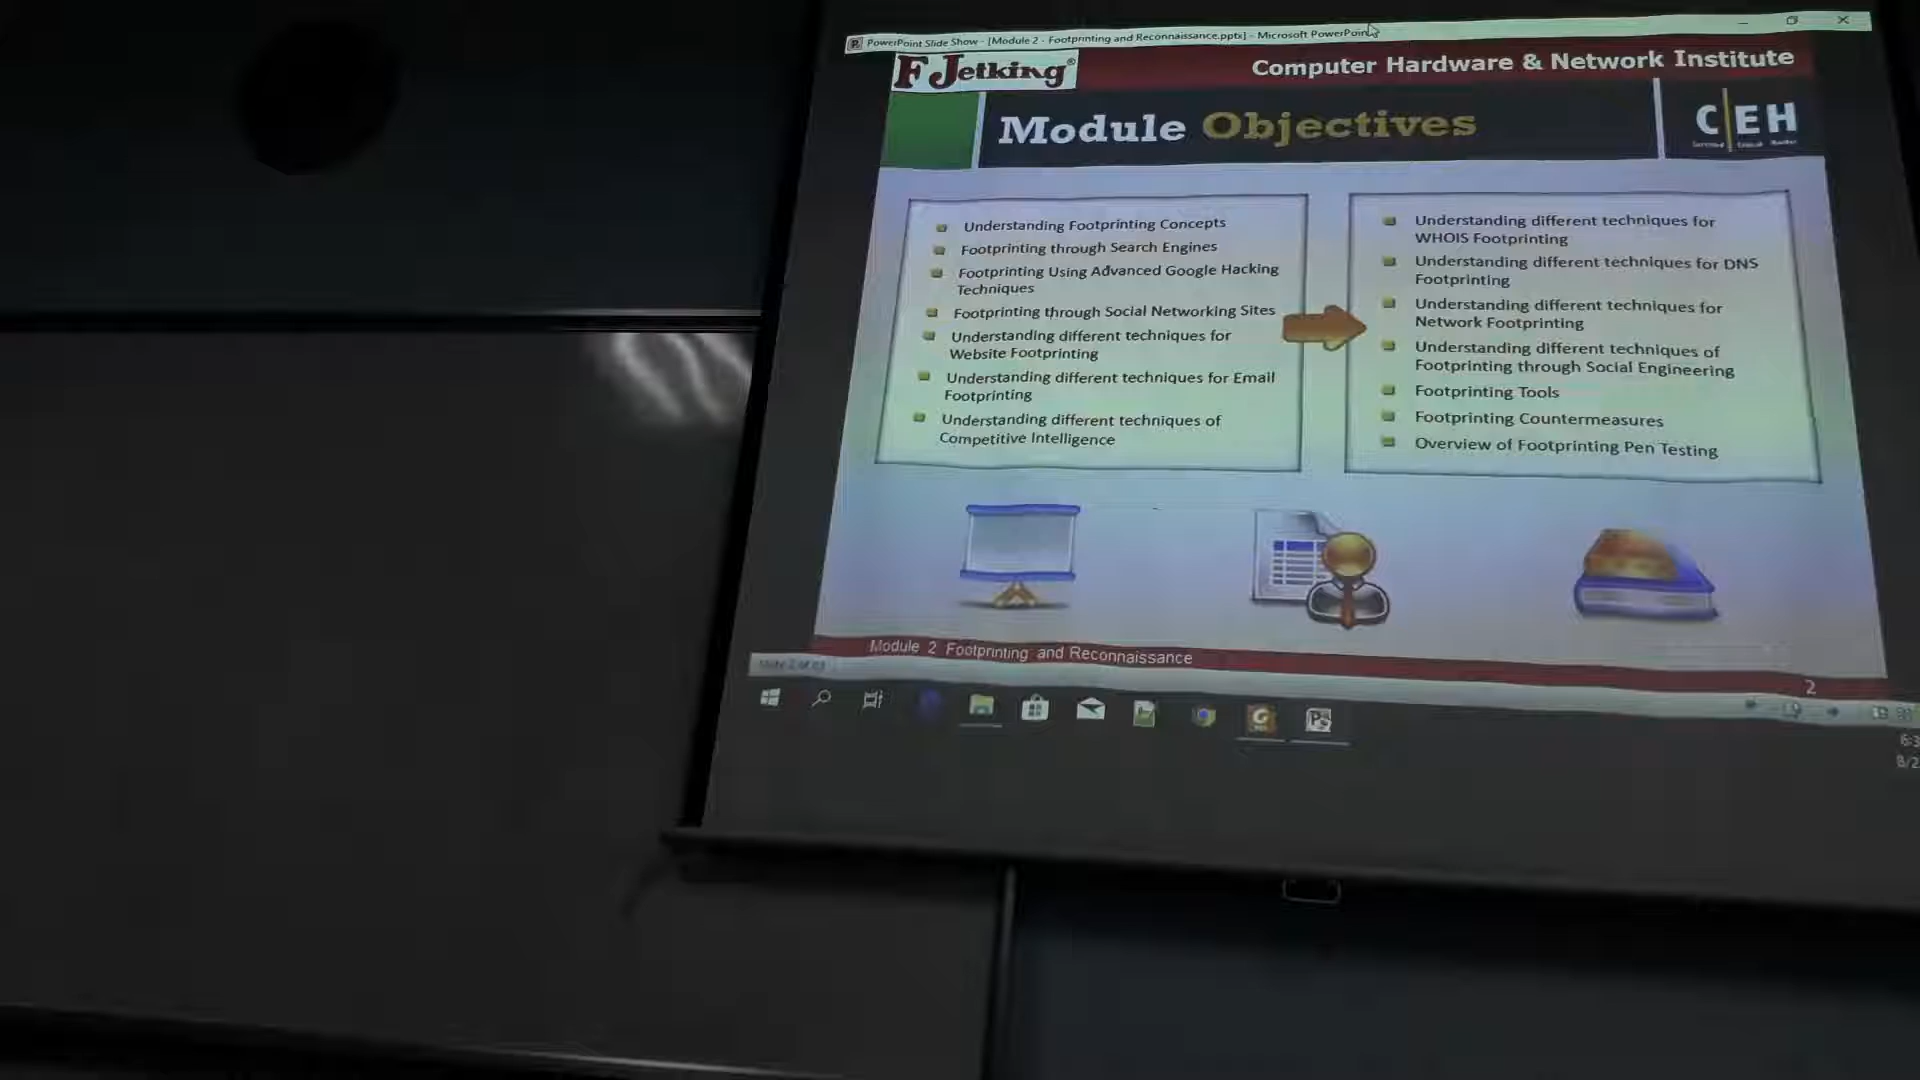 PowerPoint Slide Show - [Module 2 - Footprinting and Reconnaissance.pptx] - Microsoft PowerPoint
Jetking®
Computer Hardware & Network Institute
Module Objectives
C|EH
Understanding Footprinting Concepts
Footprinting through Search Engines
Footprinting Using Advanced Google Hacking
Techniques
Footprinting through Social Networking Sites
Understanding different techniques for
Website Footprinting
Understanding different techniques for Email
Footprinting
Understanding different techniques of
Competitive Intelligence
Understanding different techniques for
WHOIS Footprinting
Understanding different techniques for DNS
Footprinting
Understanding different techniques for
Network Footprinting
Understanding different techniques of
Footprinting through Social Engineering
Footprinting Tools
Footprinting Countermeasures
Overview of Footprinting Pen Testing
Module 2 Footprinting and Reconnaissance
2